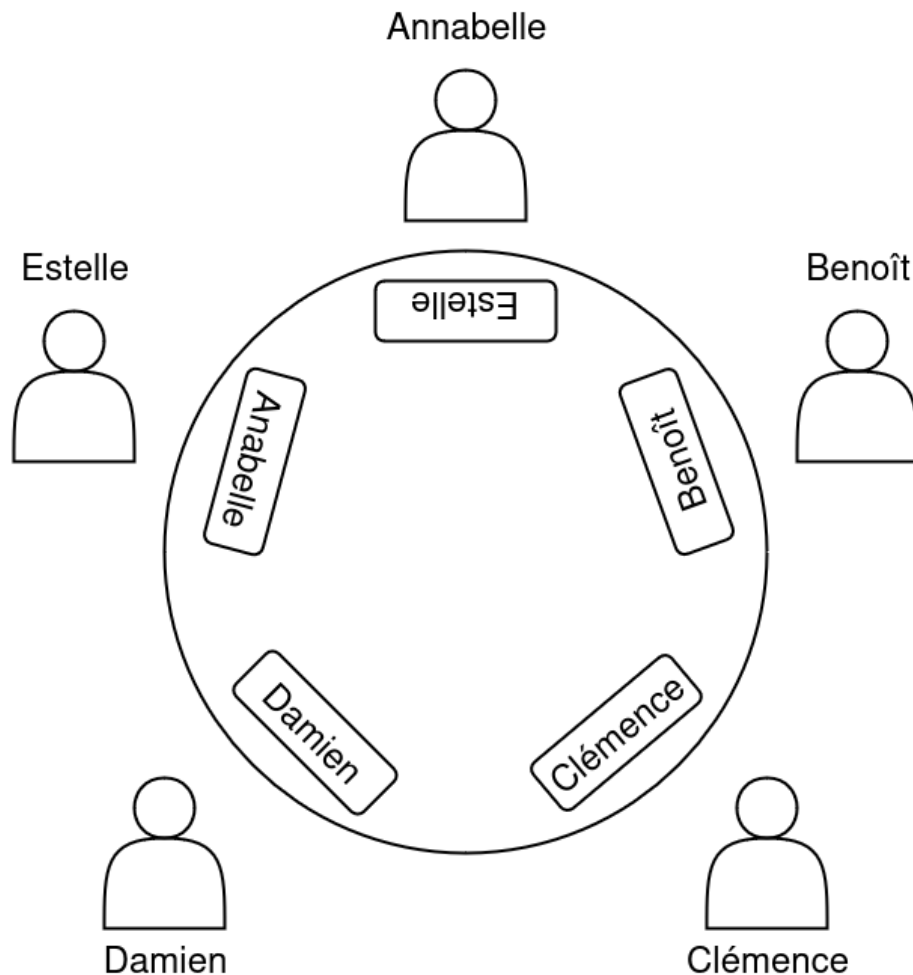 Annabelle
Estelle
Benoît
Estelle
Anabelle
Benoît
Damien
Clémence
Damien
Clémence